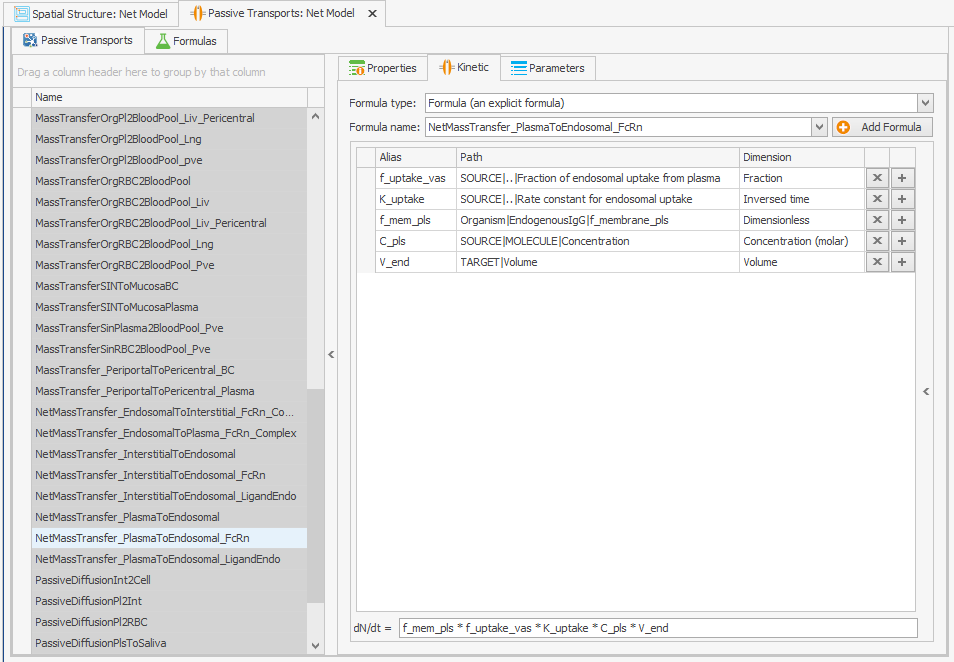 Spatial Structure: Net Model
Passive Transports: Net Model
Passive Transports
Formulas
Drag a column header here to group by that column
Name
MassTransferOrgPl2BloodPool_Liv_Pericentral
MassTransferOrgPl2BloodPool_Lng
MassTransferOrgPl2BloodPool_pve
MassTransferOrgRBC2BloodPool
MassTransferOrgRBC2BloodPool_Liv
MassTransferOrgRBC2BloodPool_Liv_Pericentral
MassTransferOrgRBC2BloodPool_Lng
MassTransferOrgRBC2BloodPool_Pve
MassTransferSINToMucosaBC
MassTransferSINToMucosaPlasma
MassTransferSinPlasma2BloodPool_Pve
MassTransferSinRBC2BloodPool_Pve
MassTransfer_PeriportalToPericentral_BC
MassTransfer_PeriportalToPericentral_Plasma
NetMassTransfer_EndosomalToInterstitial_FcRn_Co...
NetMassTransfer_EndosomalToPlasma_FcRn_Complex
NetMassTransfer_InterstitialToEndosomal
NetMassTransfer_InterstitialToEndosomal_FcRn
NetMassTransfer_InterstitialToEndosomal_LigandEndo
NetMassTransfer_PlasmaToEndosomal
NetMassTransfer_PlasmaToEndosomal_FcRn
NetMassTransfer_PlasmaToEndosomal_LigandEndo
PassiveDiffusionInt2Cell
PassiveDiffusionPl2Int
PassiveDiffusionPl2RBC
PassiveDiffusionPlsToSaliva
Properties
Kinetic
Parameters
Formula type: Formula (an explicit formula)
Formula name: NetMassTransfer_PlasmaToEndosomal_FcRn Add Formula
Alias Path Dimension
f_uptake_vas SOURCE|..|Fraction of endosomal uptake from plasma Fraction
K_uptake SOURCE|..|Rate constant for endosomal uptake Inversed time
f_mem_pls Organism|EndogenousIgG|f_membrane_pls Dimensionless
C_pls SOURCE|MOLECULE|Concentration Concentration (molar)
V_end TARGET|Volume Volume
dN/dt = f_mem_pls * f_uptake_vas * K_uptake * C_pls * V_end